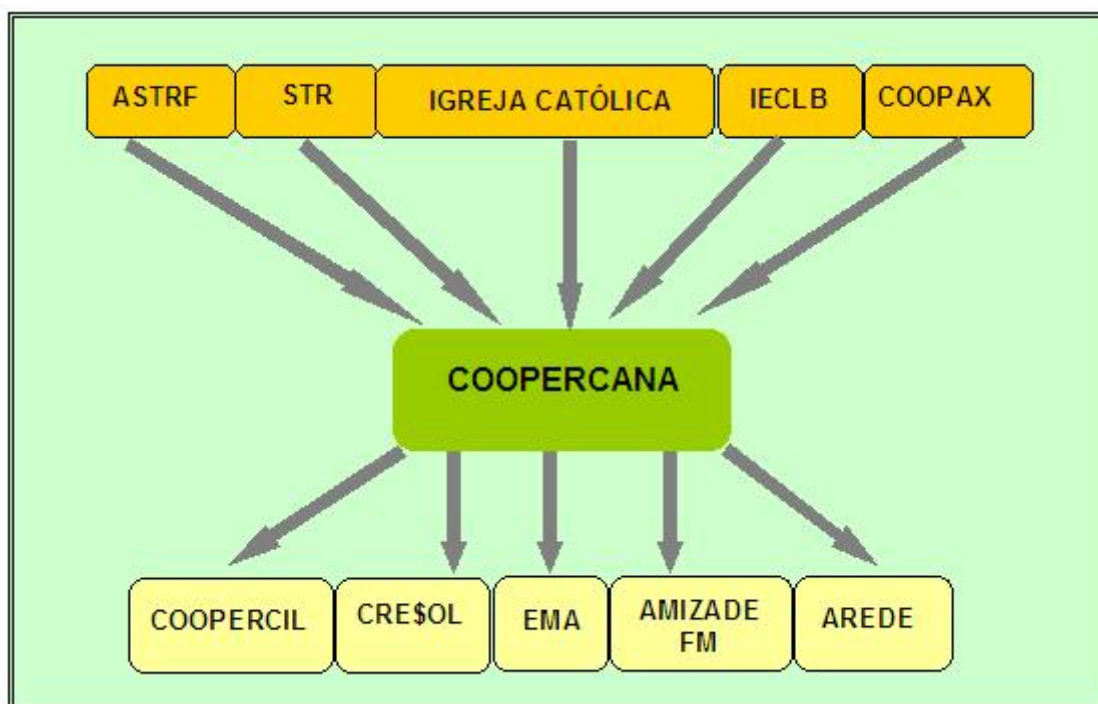 ASTRF
STR
IGREJA CATÓLICA
IECLB
COOPAX
COOPERCANA
COOPERCIL
CRE$OL
EMA
AMIZADE
FM
AREDE